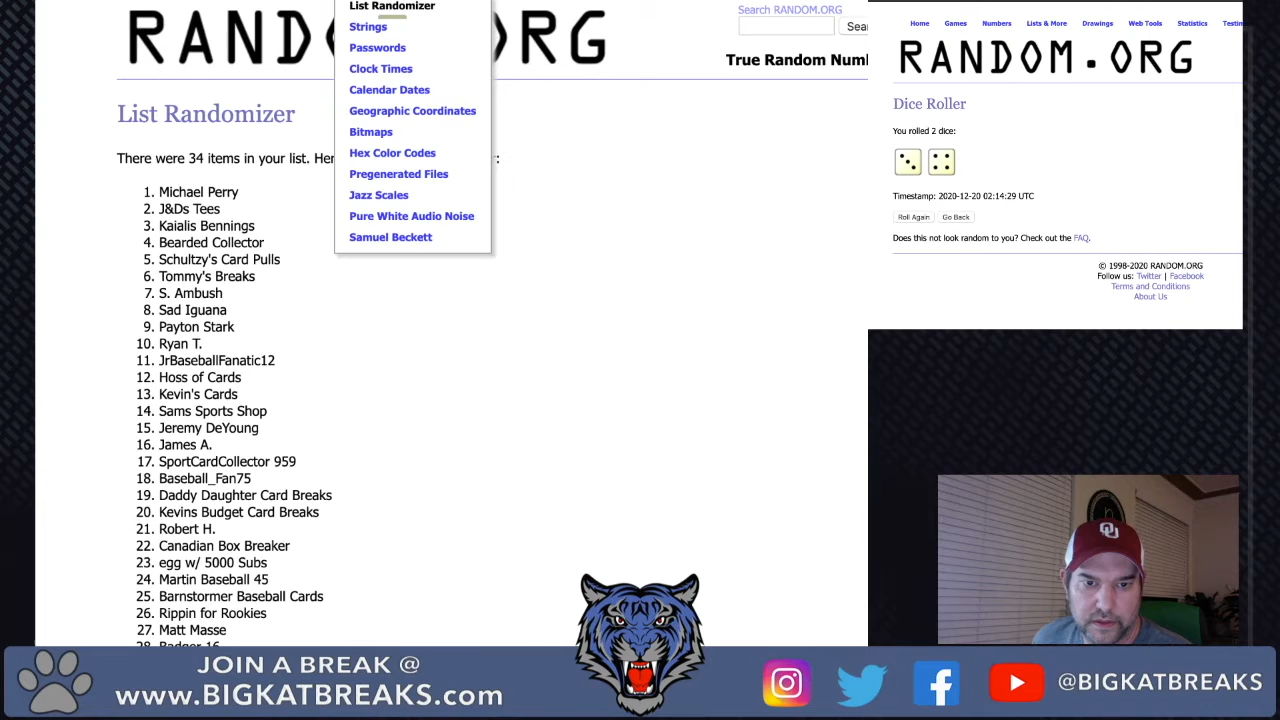 List Randomizer
Strings
Passwords
Clock Times
Calendar Dates
Geographic Coordinates
Bitmaps
Hex Color Codes
Pregenerated Files
Jazz Scales
Pure White Audio Noise
Samuel Beckett
Search RANDOM.ORG
True Random
List Randomizer
There were 34 items in your list.
1. Michael Perry
2. J&Ds Tees
3. Kaialis Bennings
4. Bearded Collector
5. Schultzy's Card Pulls
6. Tommy's Breaks
7. S. Ambush
8. Sad Iguana
9. Payton Stark
10. Ryan T.
11. JrBaseballFanatic12
12. Hoss of Cards
13. Kevin's Cards
14. Sams Sports Shop
15. Jeremy DeYoung
16. James A.
17. SportCardCollector 959
18. Baseball_Fan75
19. Daddy Daughter Card Breaks
20. Kevins Budget Card Breaks
21. Robert H.
22. Canadian Box Breaker
23. egg w/ 5000 Subs
24. Martin Baseball 45
25. Barnstormer Baseball Cards
26. Rippin for Rookies
27. Matt Masse
Home Games Numbers Lists & More Drawings Web Tools Statistics
RANDOM.ORG
Dice Roller
You rolled 2 dice:
Timestamp: 2020-12-20 02:14:29 UTC
Roll Again Go Back
Does this not look random to you? Check out the FAQ.
© 1998-2020 RANDOM.ORG
Follow us: Twitter | Facebook
Terms and Conditions
About Us
OU
JOIN A BREAK @
www.BIGKATBREAKS.com
@BIGKATBREAKS